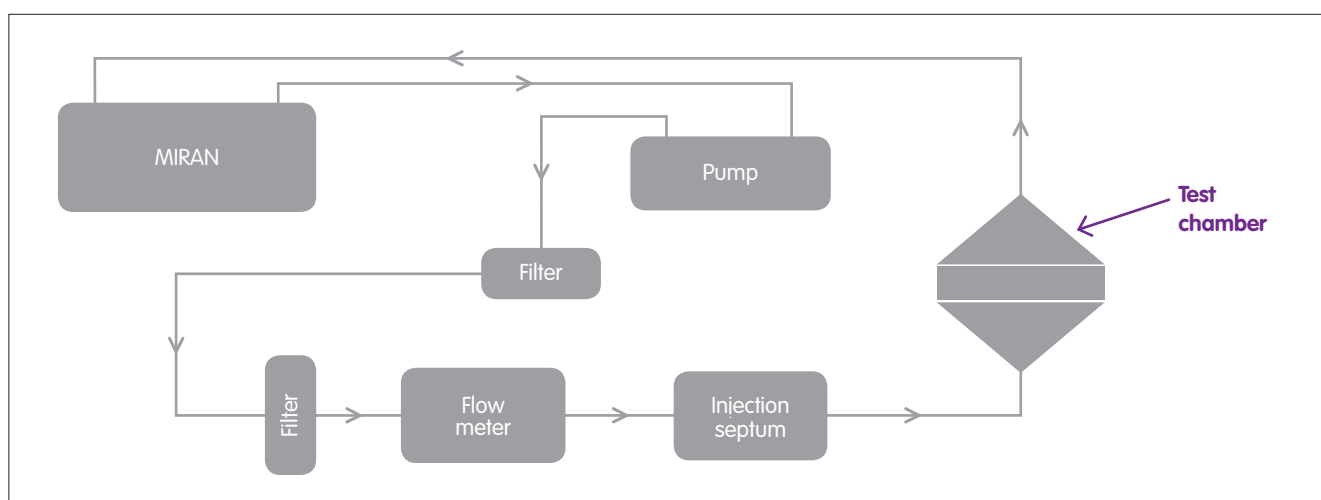 MIRAN
Pump
Test
chamber
Filter
Filter
Flow
meter
Injection
septum